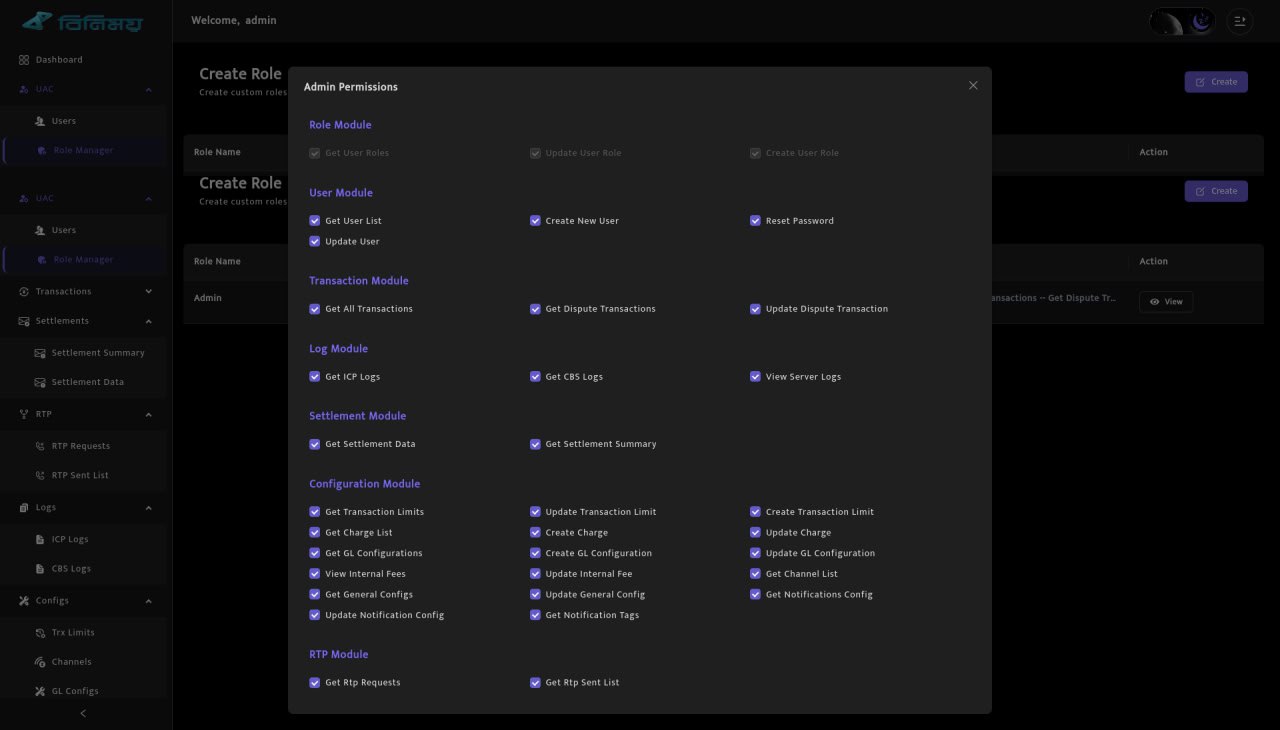 বিনিময়
Welcome, admin
Dashboard
UAC
Users
Role Manager
UAC
Users
Role Manager
Transactions
Settlements
Settlement Summary
Settlement Data
RTP
RTP Requests
RTP Sent List
Logs
ICP Logs
CBS Logs
Configs
Trx Limits
Channels
GL Configs
Create Role
Create custom roles
Create
Role Name
Action
Create Role
Create custom roles
Create
Role Name
Action
Admin
ansactions -- Get Dispute Tr...
View
Admin Permissions
Role Module
Get User Roles
Update User Role
Create User Role
User Module
Get User List
Create New User
Reset Password
Update User
Transaction Module
Get All Transactions
Get Dispute Transactions
Update Dispute Transaction
Log Module
Get ICP Logs
Get CBS Logs
View Server Logs
Settlement Module
Get Settlement Data
Get Settlement Summary
Configuration Module
Get Transaction Limits
Update Transaction Limit
Create Transaction Limit
Get Charge List
Create Charge
Update Charge
Get GL Configurations
Create GL Configuration
Update GL Configuration
View Internal Fees
Update Internal Fee
Get Channel List
Get General Configs
Update General Config
Get Notifications Config
Update Notification Config
Get Notification Tags
RTP Module
Get Rtp Requests
Get Rtp Sent List